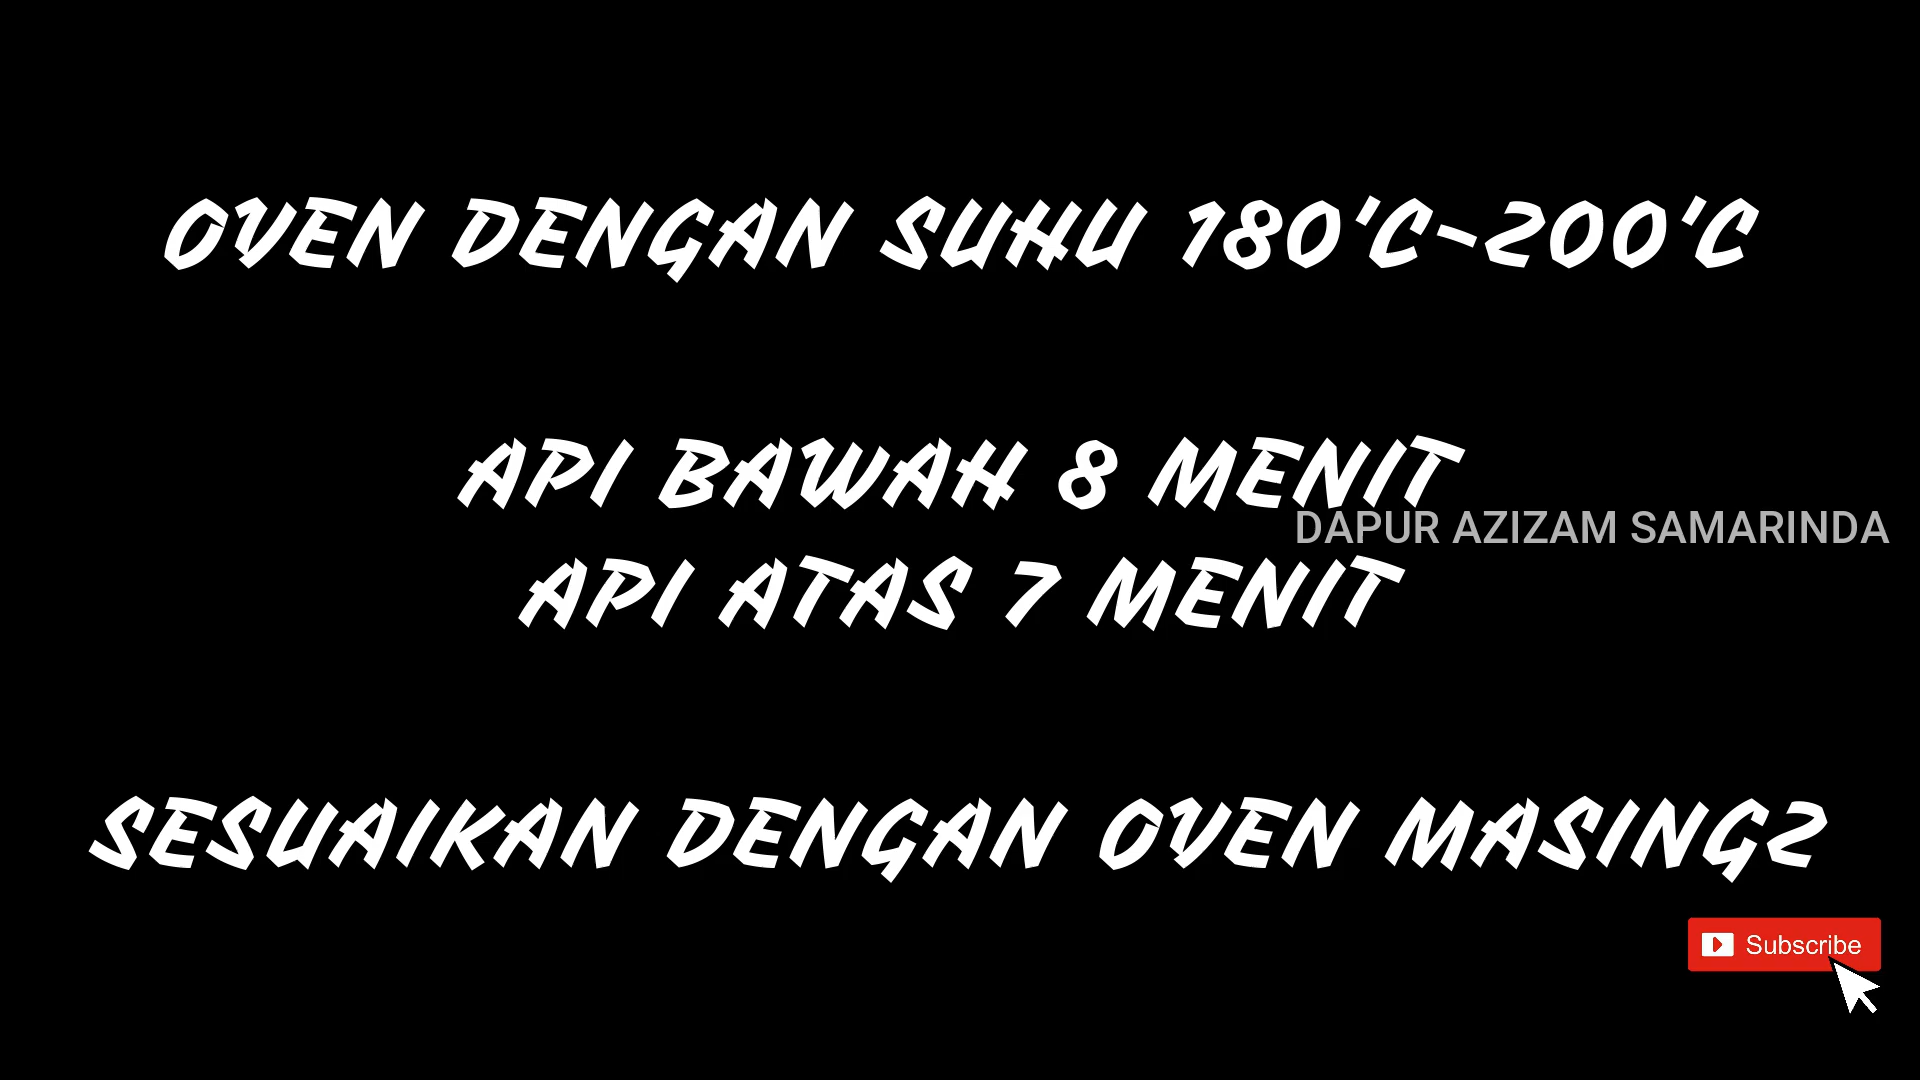 OVEN DENGAN SUHU 180'C-200'C
API BAWAH 8 MENIT
DAPUR AZIZAM SAMARINDA
API ATAS 7 MENIT
SESUAIKAN DENGAN OVEN MASING2
Subscribe